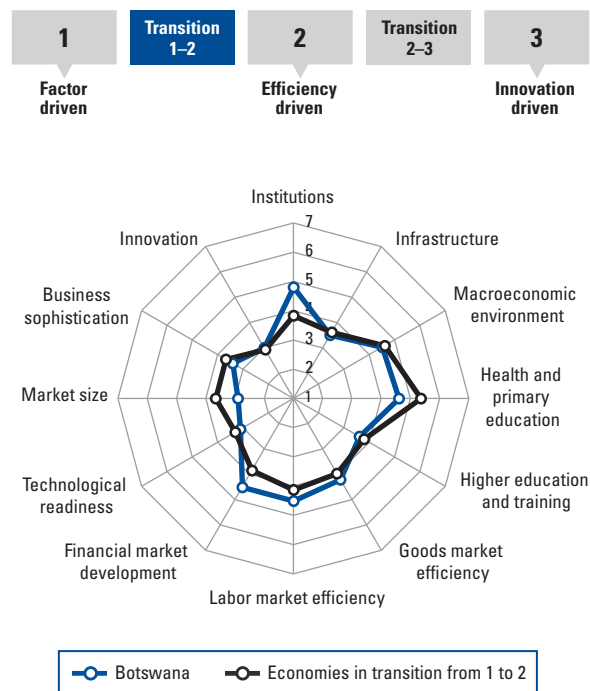 1
Transition
1–2
2
Transition
2–3
3
Factor
driven
Efficiency
driven
Innovation
driven
Institutions
Infrastructure
Macroeconomic
environment
Health and
primary
education
Higher education
and training
Goods market
efficiency
Labor market efficiency
Financial market
development
Technological
readiness
Market size
Business
sophistication
Innovation
7
6
5
4
3
2
1
Botswana
Economies in transition from 1 to 2